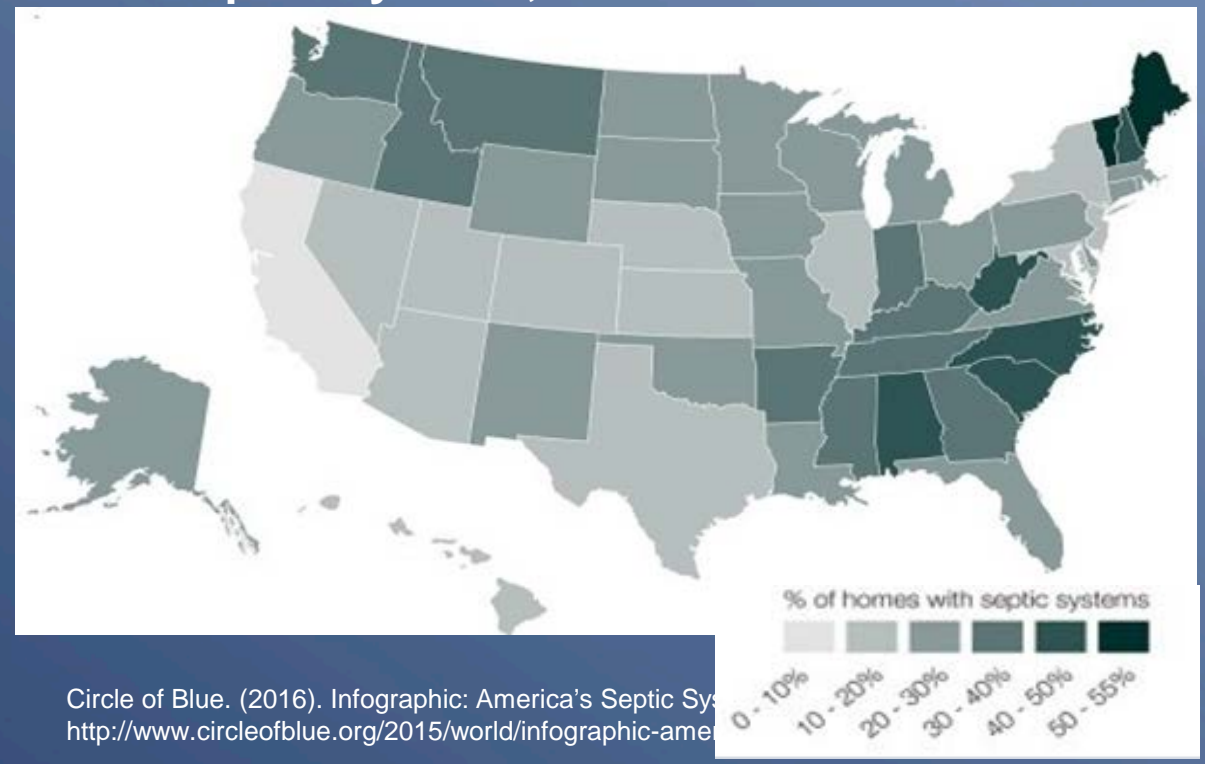 % of homes with septic systems
0 - 10%
10 - 20%
20 - 30%
30 - 40%
40 - 50%
50 - 55%
Circle of Blue. (2016). Infographic: America’s Septic
http://www.circleofblue.org/2015/world/infographic-amer